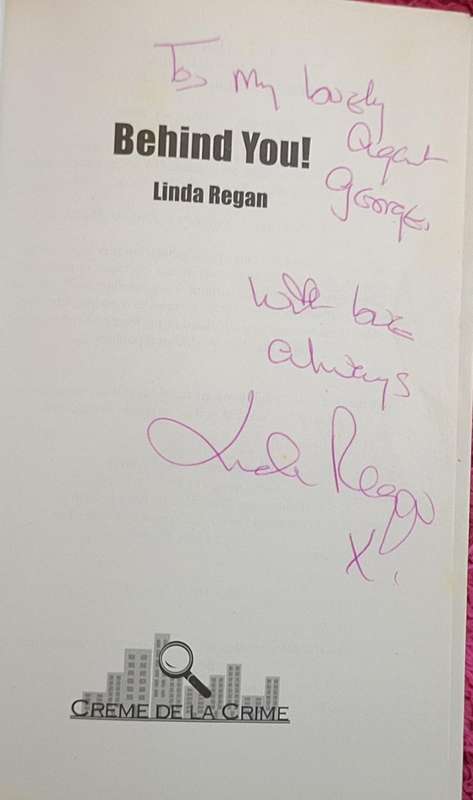 To my lovely
Behind You!
Agent
Linda Regan
George,
With love
always
Linda Regan
X!
CREME DE LA CRIME